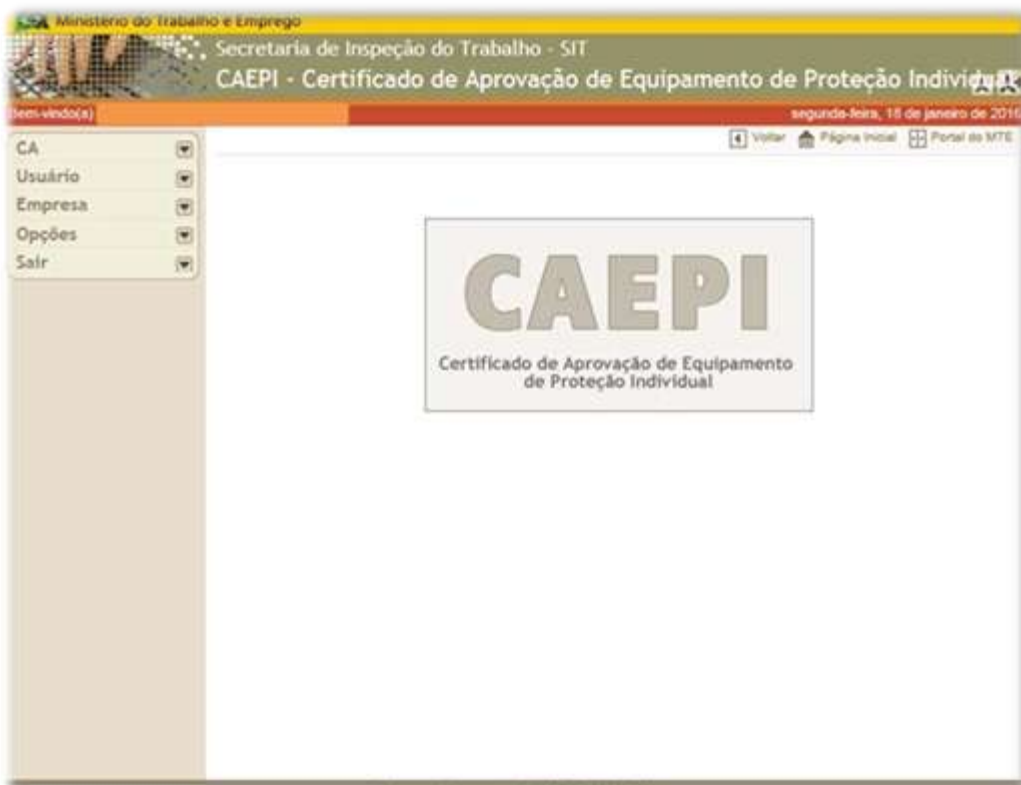 Ministério do Trabalho e Emprego
Secretaria de Inspeção do Trabalho - SIT
CAEPI - Certificado de Aprovação de Equipamento de Proteção Individual
Bem-vindo(a)
segunda-feira, 18 de janeiro de 2016
Voltar Página Inicial Portal do MTE
CA
Usuário
Empresa
Opções
Sair
CAEPI
Certificado de Aprovação de Equipamento
de Proteção Individual